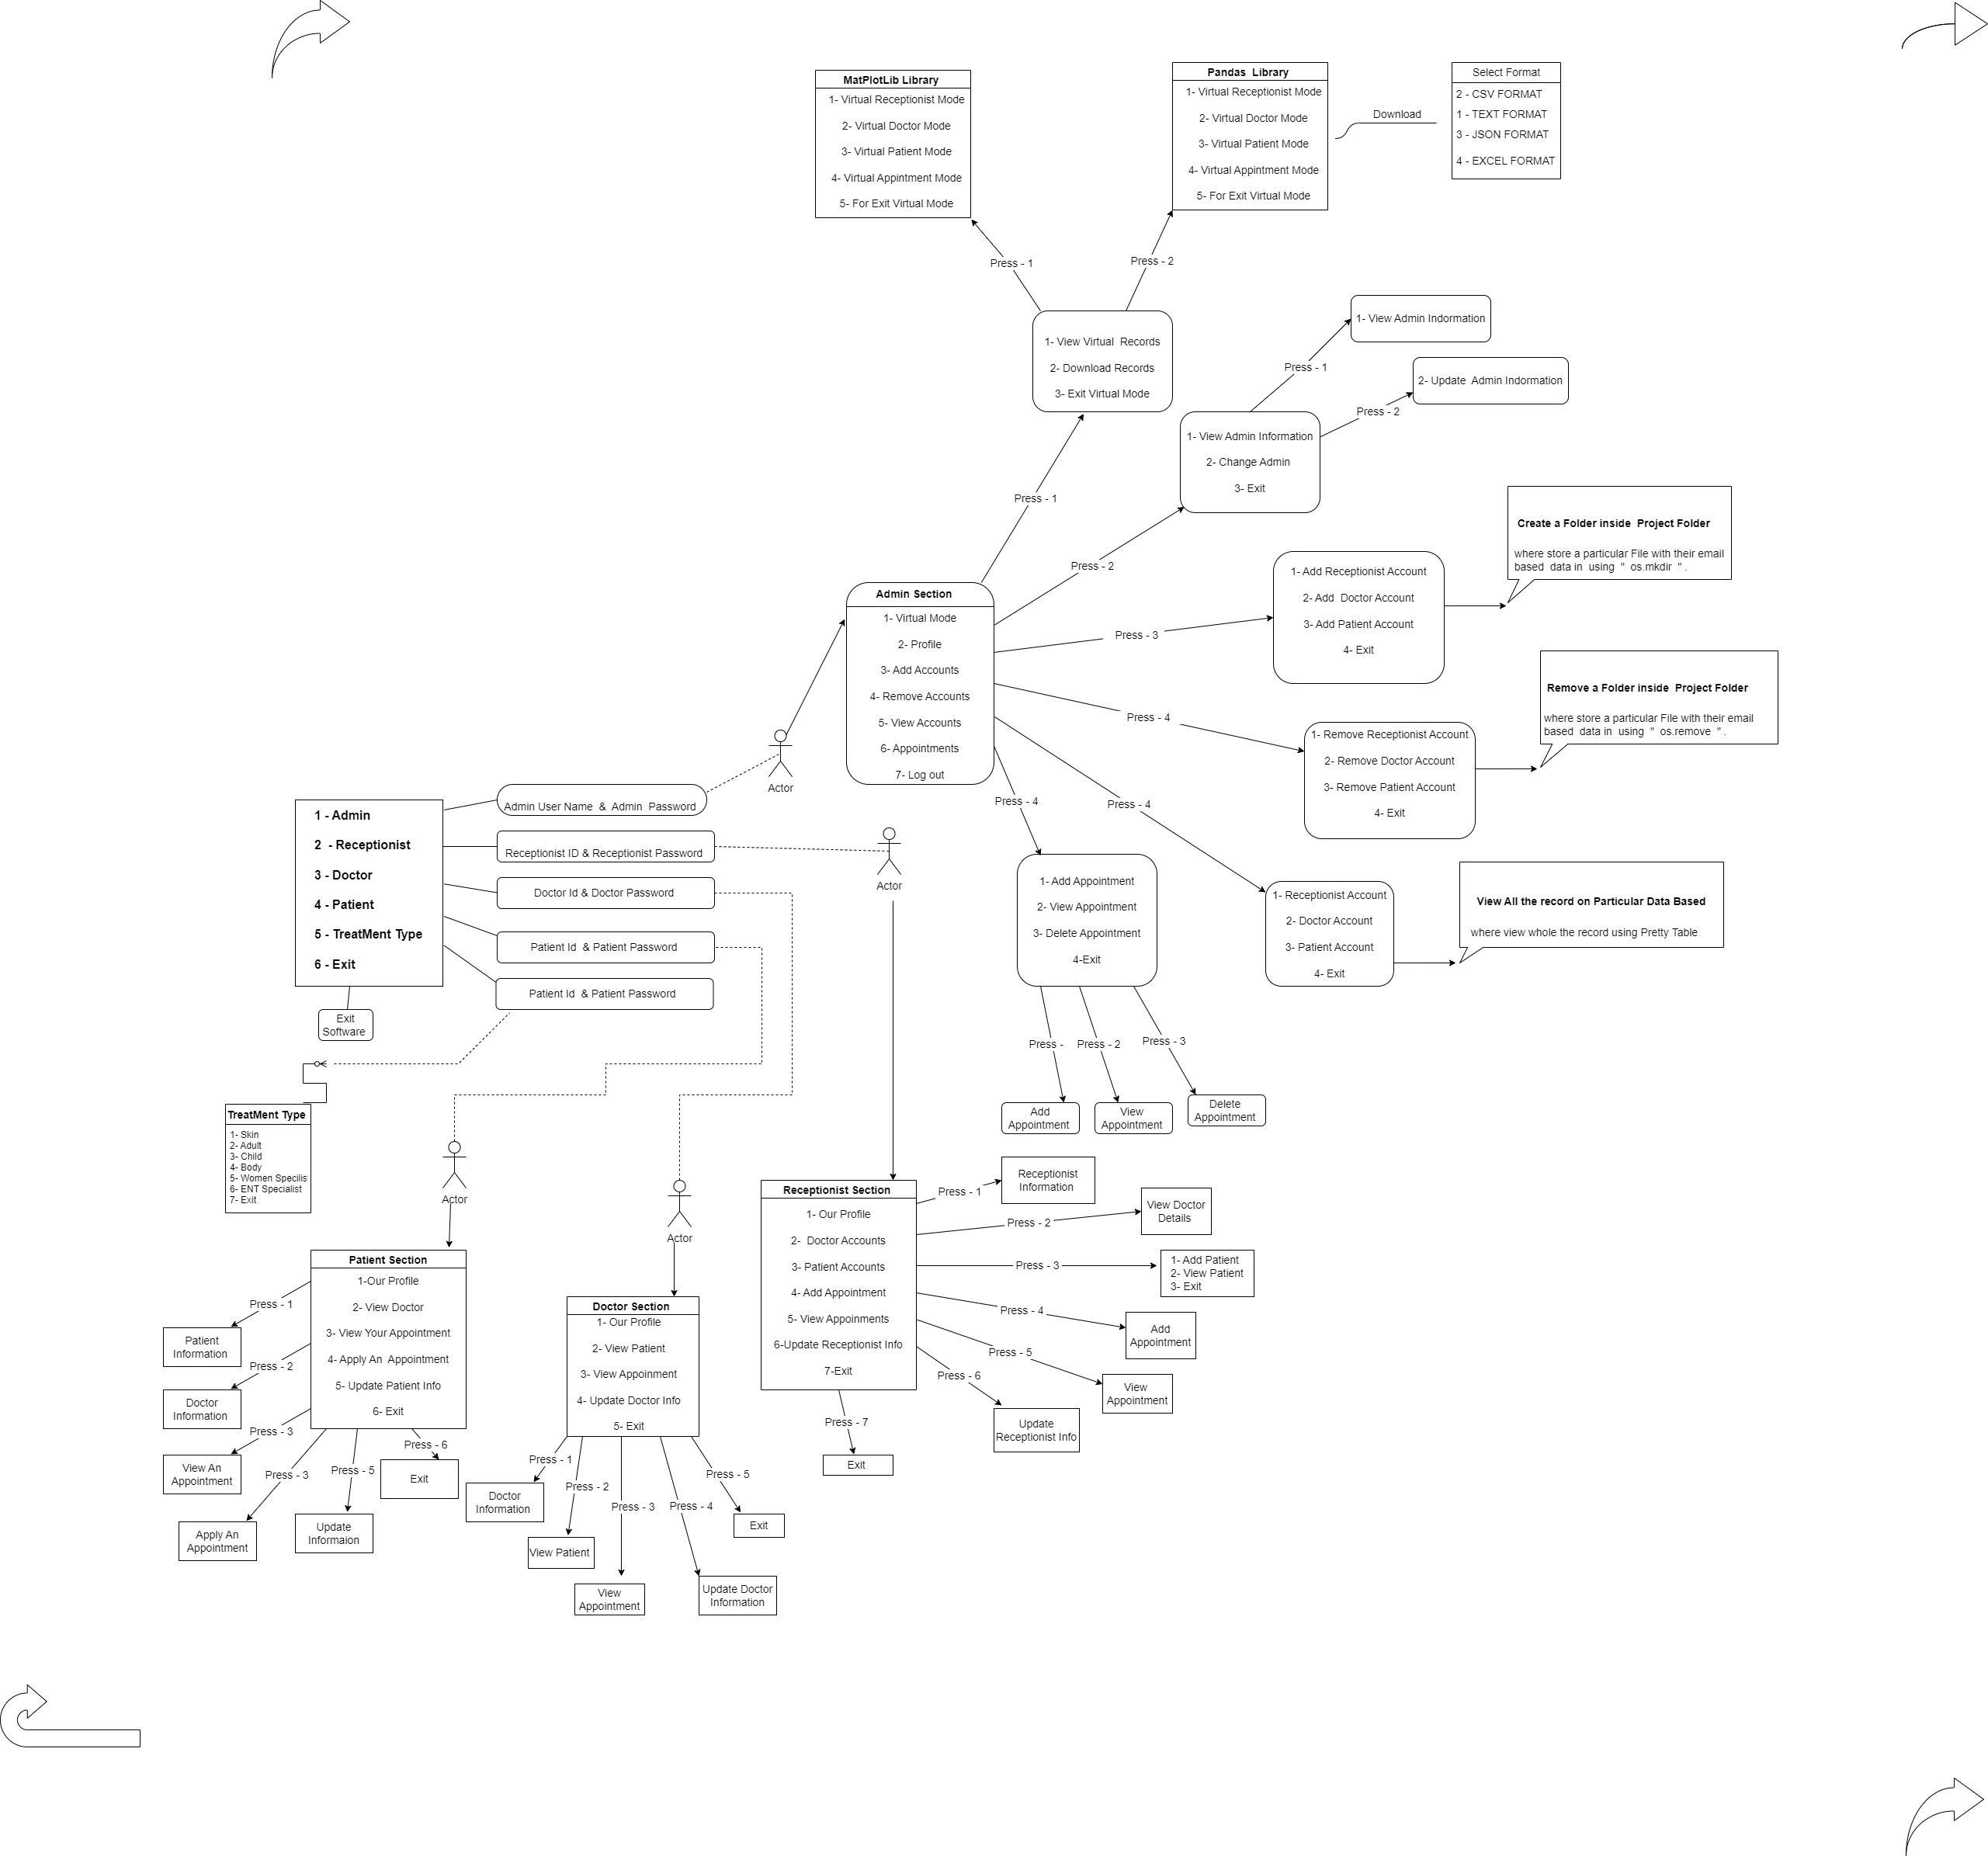 MatPlotLib Library
1- Virtual Receptionist Mode
2- Virtual Doctor Mode
3- Virtual Patient Mode
4- Virtual Appintment Mode
5- For Exit Virtual Mode
Pandas  Library
1- Virtual Receptionist Mode
2- Virtual Doctor Mode
3- Virtual Patient Mode
4- Virtual Appintment Mode
5- For Exit Virtual Mode
Download
Select Format
2 - CSV FORMAT
1 - TEXT FORMAT
3 - JSON FORMAT
4 - EXCEL FORMAT
Press - 1
Press - 2
1- View Virtual  Records
2- Download Records
3- Exit Virtual Mode
1- View Admin Indormation
Press - 1
2- Update  Admin Indormation
Press - 2
1- View Admin Information
2- Change Admin
3- Exit
Press - 1
Press - 2
Create a Folder inside  Project Folder
where store a particular File with their email
based  data in  using  "  os.mkdir  " .
1- Add Receptionist Account
2- Add  Doctor Account
3- Add Patient Account
4- Exit
Admin Section
1- Virtual Mode
2- Profile
3- Add Accounts
4- Remove Accounts
5- View Accounts
6- Appointments
7- Log out
Press - 3
Press - 4
Remove a Folder inside  Project Folder
where store a particular File with their email
based  data in  using  "  os.remove  " .
1- Remove Receptionist Account
2- Remove Doctor Account
3- Remove Patient Account
4- Exit
Actor
Press - 4
Press - 4
1 - Admin
2  - Receptionist
3 - Doctor
4 - Patient
5 - TreatMent Type
6 - Exit
Admin User Name  &  Admin  Password
Receptionist ID & Receptionist Password
Doctor Id & Doctor Password
Patient Id  & Patient Password
Patient Id  & Patient Password
Actor
Exit
Software
1- Add Appointment
2- View Appointment
3- Delete Appointment
4-Exit
1- Receptionist Account
2- Doctor Account
3- Patient Account
4- Exit
View All the record on Particular Data Based
where view whole the record using Pretty Table
Press -
Press - 2
Press - 3
Add
Appointment
View
Appointment
Delete
Appointment
TreatMent Type
1- Skin
2- Adult
3- Child
4- Body
5- Women Specilis
6- ENT Specialist
7- Exit
Actor
Actor
Receptionist Section
1- Our Profile
2-  Doctor Accounts
3- Patient Accounts
4- Add Appointment
5- View Appoinments
6-Update Receptionist Info
7-Exit
Press - 1
Receptionist
Information
Press - 2
View Doctor
Details
Press - 3
1- Add Patient
2- View Patient
3- Exit
Press - 4
Add
Appointment
Press - 5
View
Appointment
Press - 6
Update
Receptionist Info
Press - 7
Exit
Patient Section
1-Our Profile
2- View Doctor
3- View Your Appointment
4- Apply An  Appointment
5- Update Patient Info
6- Exit
Press - 1
Patient
Information
Press - 2
Doctor
Information
Press - 3
View An
Appointment
Press - 3
Apply An
Appointment
Press - 5
Update
Informaion
Press - 6
Exit
Doctor Section
1- Our Profile
2- View Patient
3- View Appoinment
4- Update Doctor Info
5- Exit
Press - 1
Doctor
Information
Press - 2
View Patient
Press - 3
View
Appointment
Press - 4
Update Doctor
Information
Press - 5
Exit